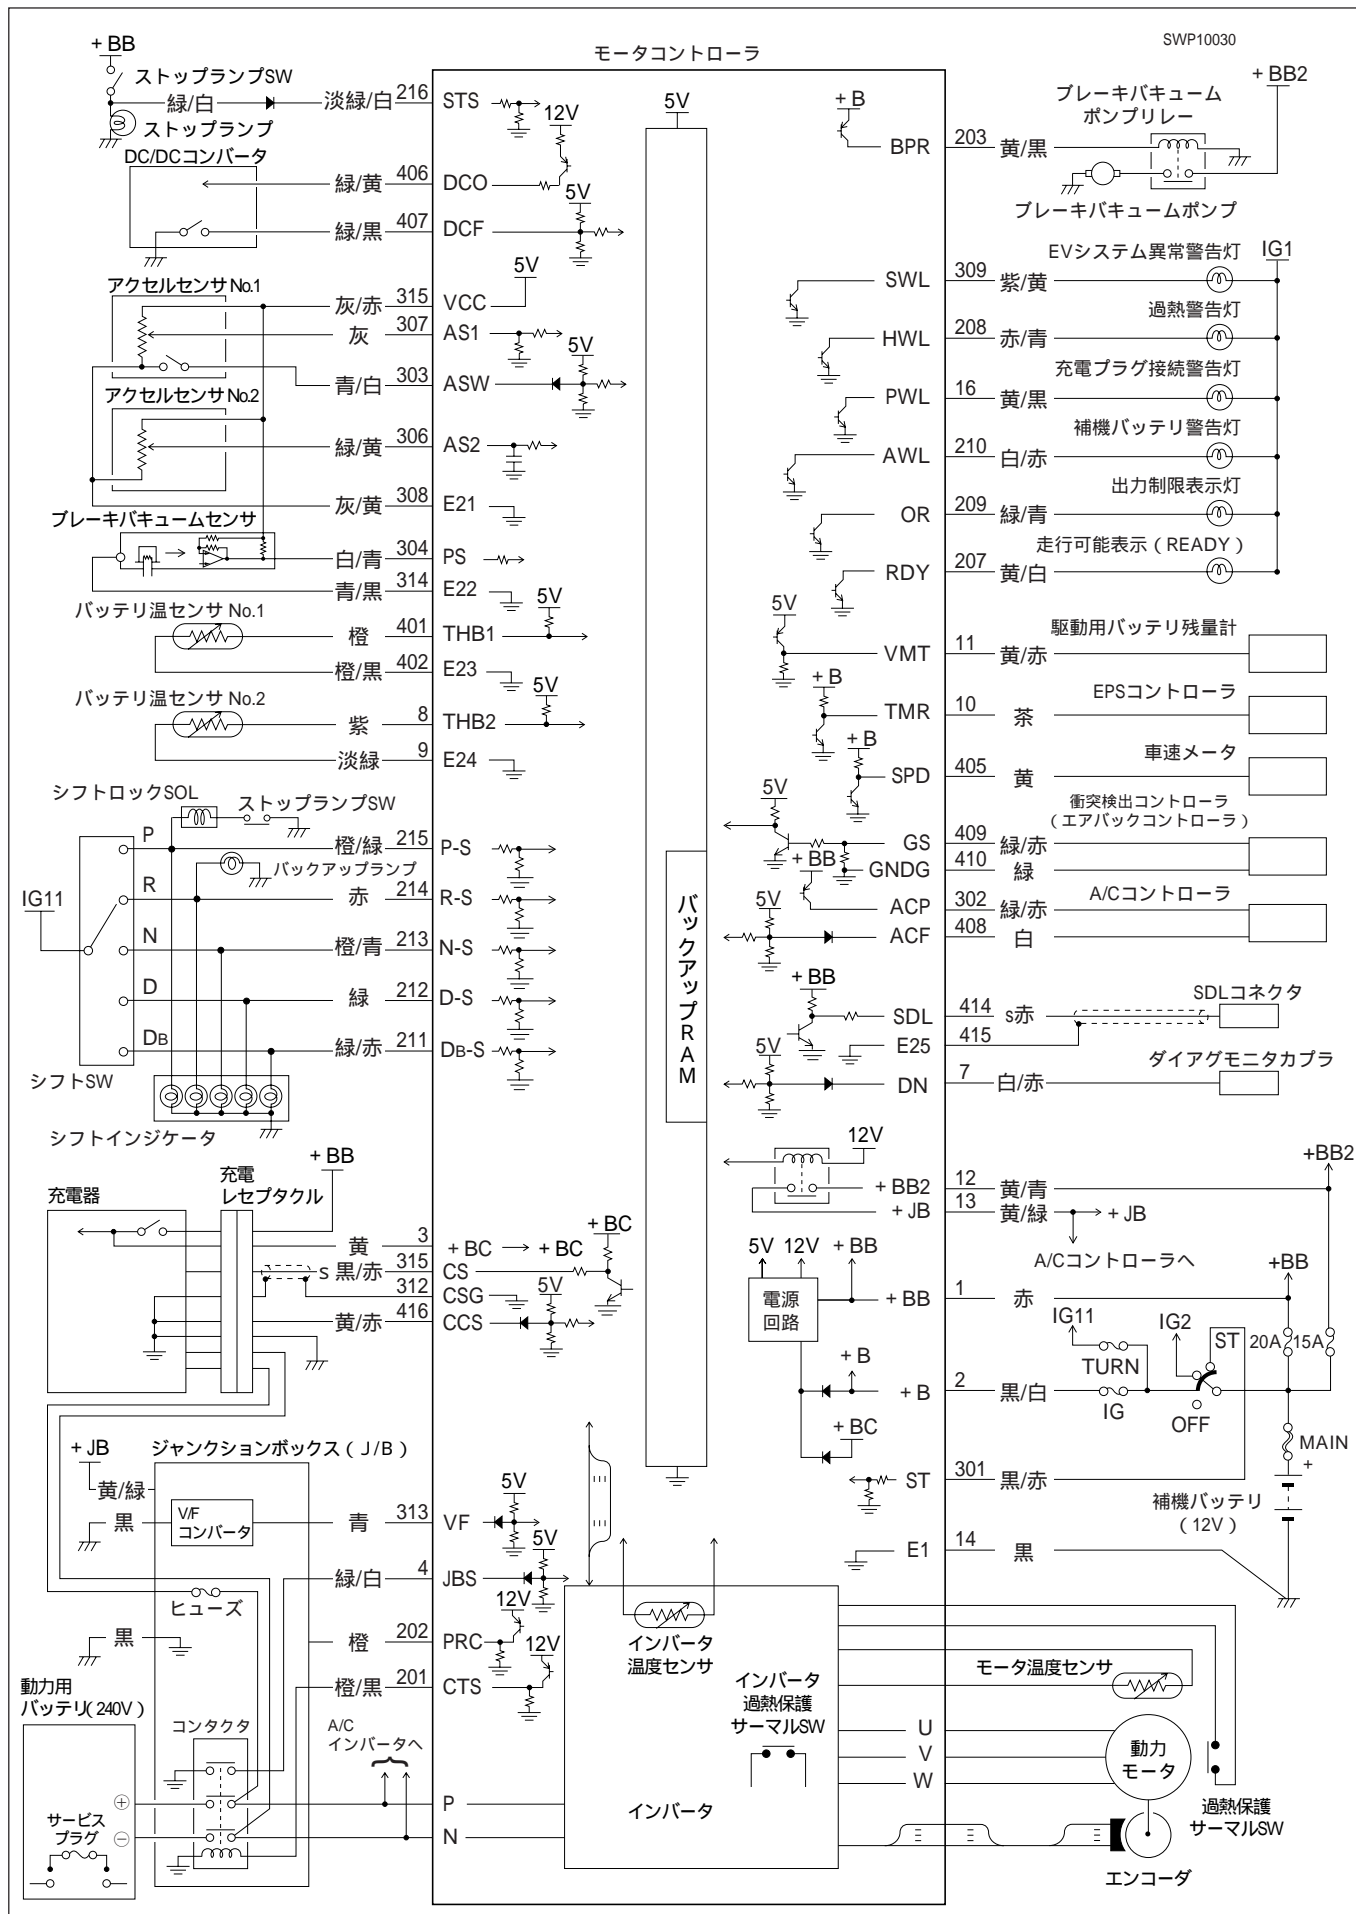 SWP10030
モータコントローラ
+BB
ストップランプSW
緑/白
淡緑/白 216 STS
ストップランプ
12V
DC/DCコンバータ
緑/黄 406 DCO
5V
緑/黒 407 DCF
5V
アクセルセンサ No.1
灰/赤 315 VCC
灰 307 AS1
5V
青/白 303 ASW
アクセルセンサ No.2
緑/黄 306 AS2
灰/黄 308 E21
ブレーキバキュームセンサ
白/青 304 PS
青/黒 314 E22
バッテリ温センサ No.1
5V
橙 401 THB1
橙/黒 402 E23
バッテリ温センサ No.2
5V
紫 8 THB2
淡緑 9 E24
シフトロックSOL
ストップランプSW
P
橙/緑 215 P-S
バックアップランプ
R
赤 214 R-S
IG11
N
橙/青 213 N-S
D
緑 212 D-S
DB
緑/赤 211 DB-S
シフトSW
シフトインジケータ
+BB
充電器
充電
レセプタクル
黄 3 +BC → +BC
+BC
s 黒/赤 315 CS
312 CSG
5V
黄/赤 416 CCS
+JB
ジャンクションボックス(J/B)
黄/緑
5V
黒
V/F
コンバータ
青 313 VF
5V
緑/白 4 JBS
ヒューズ
12V
黒
橙 202 PRC
12V
橙/黒 201 CTS
動力用
バッテリ(240V)
コンタクタ
A/C
インバータへ
+
P
サービス
プラグ
−
N
5V
バックアップRAM
+B
BPR 203 黄/黒
ブレーキバキューム
ポンプリレー
+BB2
ブレーキバキュームポンプ
IG1
EVシステム異常警告灯
SWL 309 紫/黄
過熱警告灯
HWL 208 赤/青
充電プラグ接続警告灯
PWL 16 黄/黒
補機バッテリ警告灯
AWL 210 白/赤
出力制限表示灯
OR 209 緑/青
走行可能表示(READY)
RDY 207 黄/白
5V
駆動用バッテリ残量計
VMT 11 黄/赤
+B
EPSコントローラ
TMR 10 茶
+B
車速メータ
SPD 405 黄
5V
衝突検出コントローラ
(エアバックコントローラ)
GS 409 緑/赤
GNDG 410 緑
+BB
A/Cコントローラ
ACP 302 緑/赤
5V
ACF 408 白
+BB
SDLコネクタ
SDL 414 s赤
E25 415
5V
ダイアグモニタカプラ
DN 7 白/赤
12V
+BB2
+BB2 12 黄/青
+JB 13 黄/緑
+JB
A/Cコントローラへ
5V 12V +BB
電源
回路
+BB
+BB 1 赤
IG11
IG2
ST
20A
15A
TURN
+B
+B 2 黒/白
IG
OFF
+BC
MAIN
+
ST 301 黒/赤
補機バッテリ
(12V)
E1 14 黒
インバータ
温度センサ
インバータ
過熱保護
サーマルSW
モータ温度センサ
U
V
W
動力
モータ
インバータ
過熱保護
サーマルSW
エンコーダ